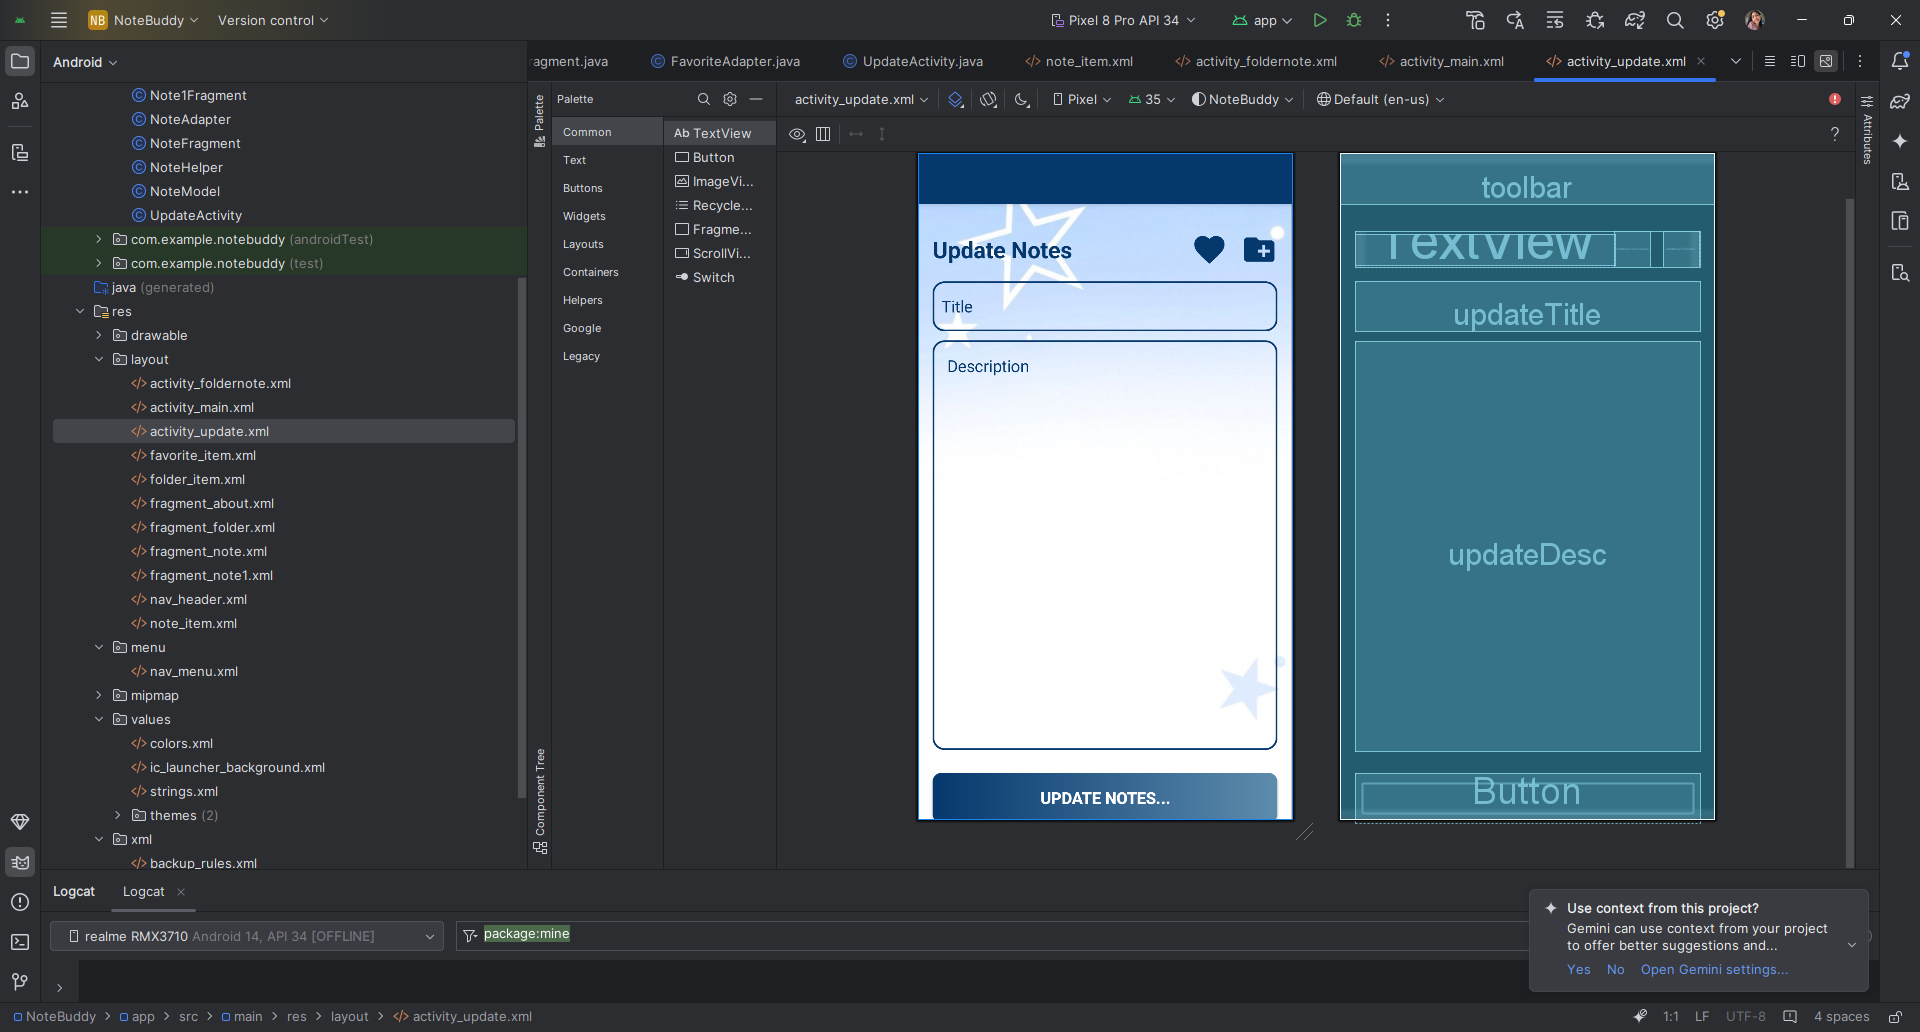 NB NoteBuddy
Version control
Pixel 8 Pro API 34
app
Android
ragment.java
FavoriteAdapter.java
UpdateActivity.java
note_item.xml
activity_foldernote.xml
activity_main.xml
activity_update.xml
Note1Fragment
NoteAdapter
NoteFragment
NoteHelper
NoteModel
UpdateActivity
com.example.notebuddy (androidTest)
com.example.notebuddy (test)
java (generated)
res
drawable
layout
activity_foldernote.xml
activity_main.xml
activity_update.xml
favorite_item.xml
folder_item.xml
fragment_about.xml
fragment_folder.xml
fragment_note.xml
fragment_note1.xml
nav_header.xml
note_item.xml
menu
nav_menu.xml
mipmap
values
colors.xml
ic_launcher_background.xml
strings.xml
themes (2)
xml
backup_rules.xml
Palette
Component Tree
Palette
Common
Text
Buttons
Widgets
Layouts
Containers
Helpers
Google
Legacy
Ab TextView
Button
ImageVi...
Recycle...
Fragme...
ScrollVi...
Switch
activity_update.xml
Pixel
35
NoteBuddy
Default (en-us)
?
Attributes
Update Notes
Title
Description
UPDATE NOTES...
toolbar
TextView
updateTitle
updateDesc
Button
Logcat
Logcat
realme RMX3710 Android 14, API 34 [OFFLINE]
package:mine
Use context from this project?
Gemini can use context from your project
to offer better suggestions and...
Yes No Open Gemini settings...
NoteBuddy > app > src > main > res > layout > activity_update.xml
1:1 LF UTF-8 4 spaces